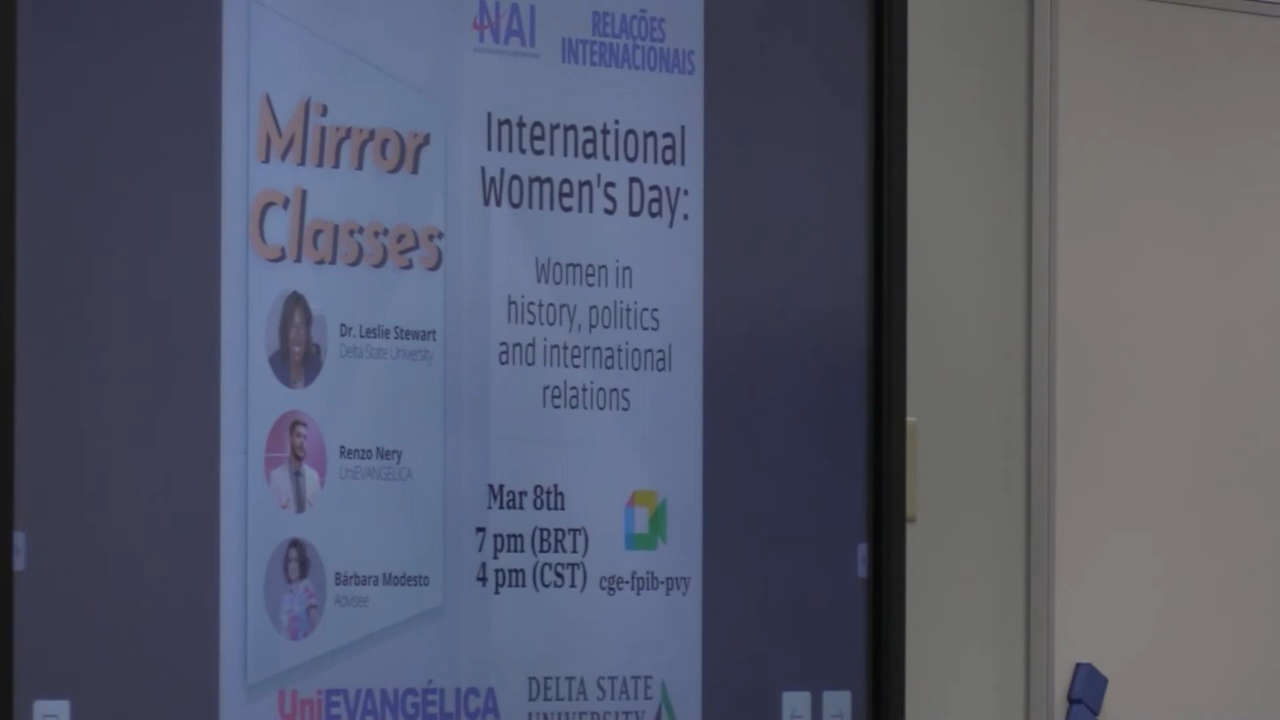 NAI
RELAÇÕES
INTERNACIONAIS
Mirror
Classes
Dr. Leslie Stewart
Delta State University
Renzo Nery
UniEVANGÉLICA
Bárbara Modesto
Advisee
International
Women's Day:
Women in
history, politics
and international
relations
Mar 8th
7 pm (BRT)
4 pm (CST)
cge-fpib-pvy
UniEVANGÉLICA
DELTA STATE
UNIVERSITY